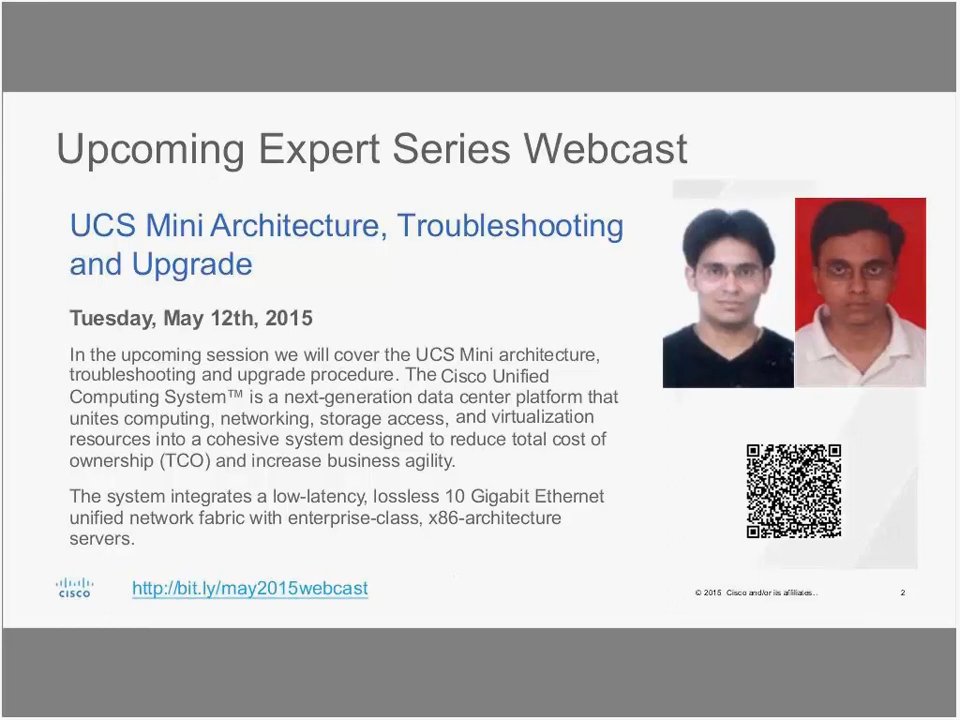 Upcoming Expert Series Webcast
UCS Mini Architecture, Troubleshooting
and Upgrade
Tuesday, May 12th, 2015
In the upcoming session we will cover the UCS Mini architecture,
troubleshooting and upgrade procedure. The Cisco Unified
Computing System™ is a next-generation data center platform that
unites computing, networking, storage access, and virtualization
resources into a cohesive system designed to reduce total cost of
ownership (TCO) and increase business agility.
The system integrates a low-latency, lossless 10 Gigabit Ethernet
unified network fabric with enterprise-class, x86-architecture
servers.
CISCO
http://bit.ly/may2015webcast
© 2015 Cisco and/or its affiliates..
2